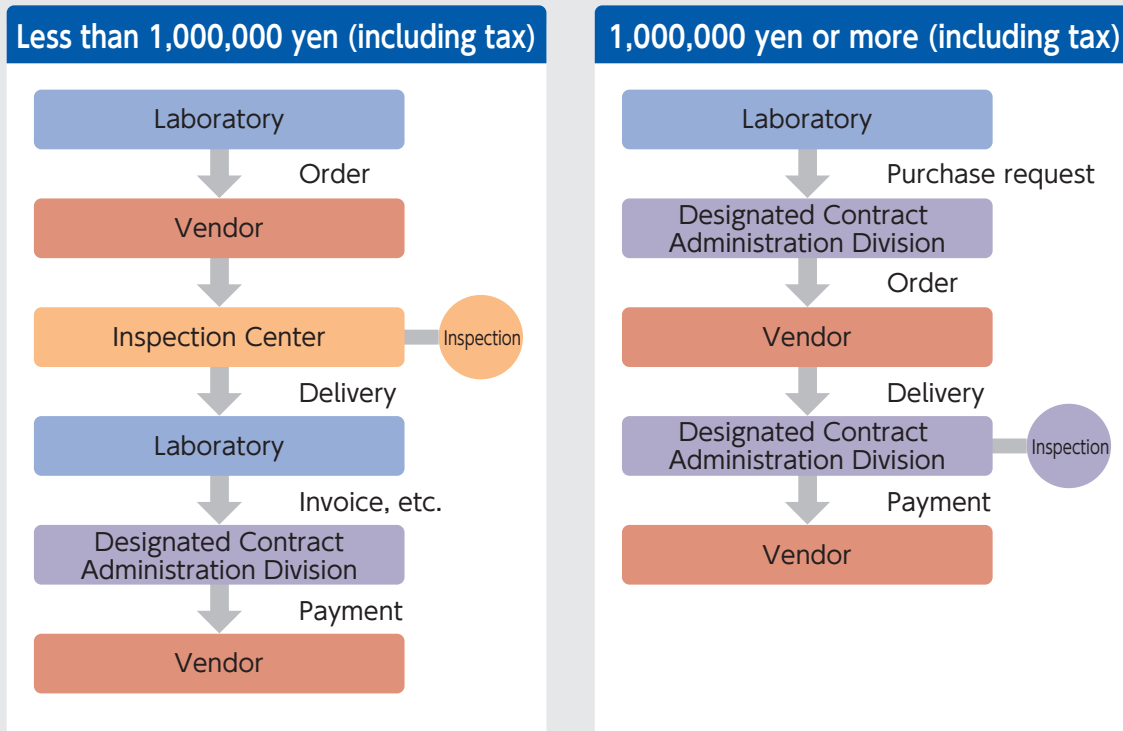 Less than 1,000,000 yen (including tax)
Laboratory
Order
Vendor
Inspection Center
Inspection
Delivery
Laboratory
Invoice, etc.
Designated Contract
Administration Division
Payment
Vendor
1,000,000 yen or more (including tax)
Laboratory
Purchase request
Designated Contract
Administration Division
Order
Vendor
Delivery
Designated Contract
Administration Division
Inspection
Payment
Vendor